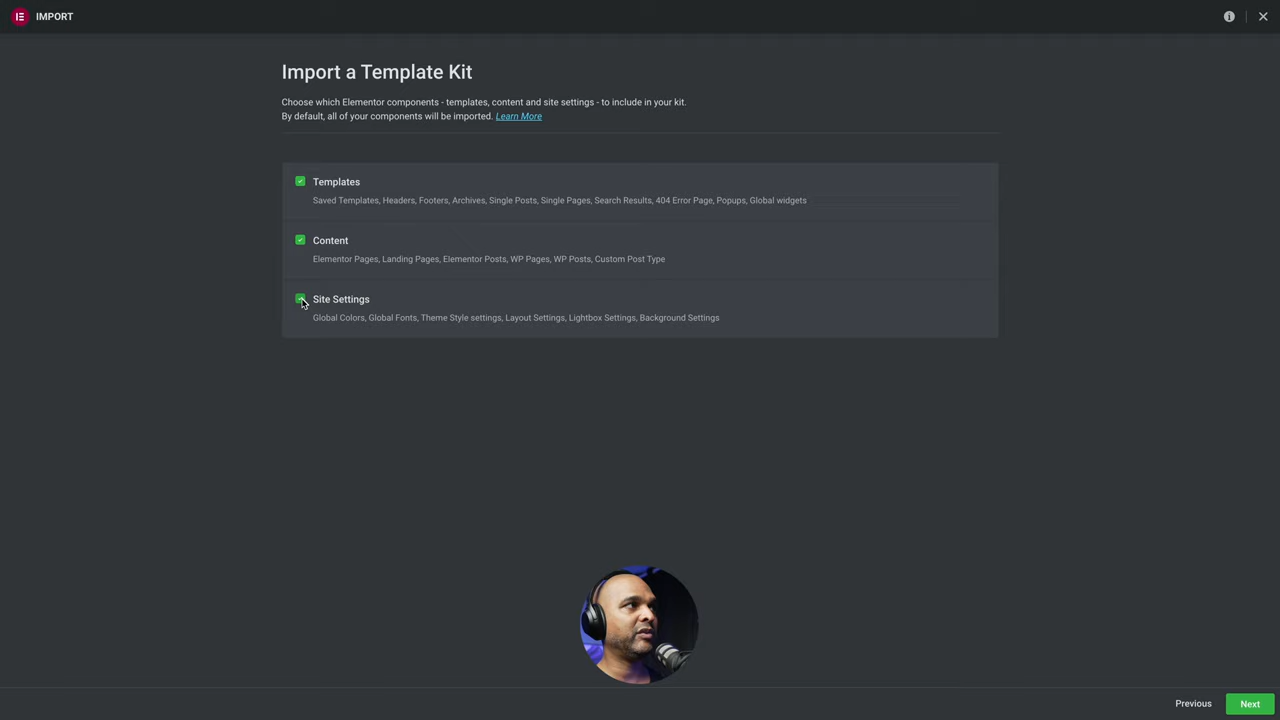 IMPORT
Import a Template Kit
Choose which Elementor components - templates, content and site settings - to include in your kit.
By default, all of your components will be imported. Learn More
Templates
Saved Templates, Headers, Footers, Archives, Single Posts, Single Pages, Search Results, 404 Error Page, Popups, Global widgets
Content
Elementor Pages, Landing Pages, Elementor Posts, WP Pages, WP Posts, Custom Post Type
Site Settings
Global Colors, Global Fonts, Theme Style settings, Layout Settings, Lightbox Settings, Background Settings
Previous
Next